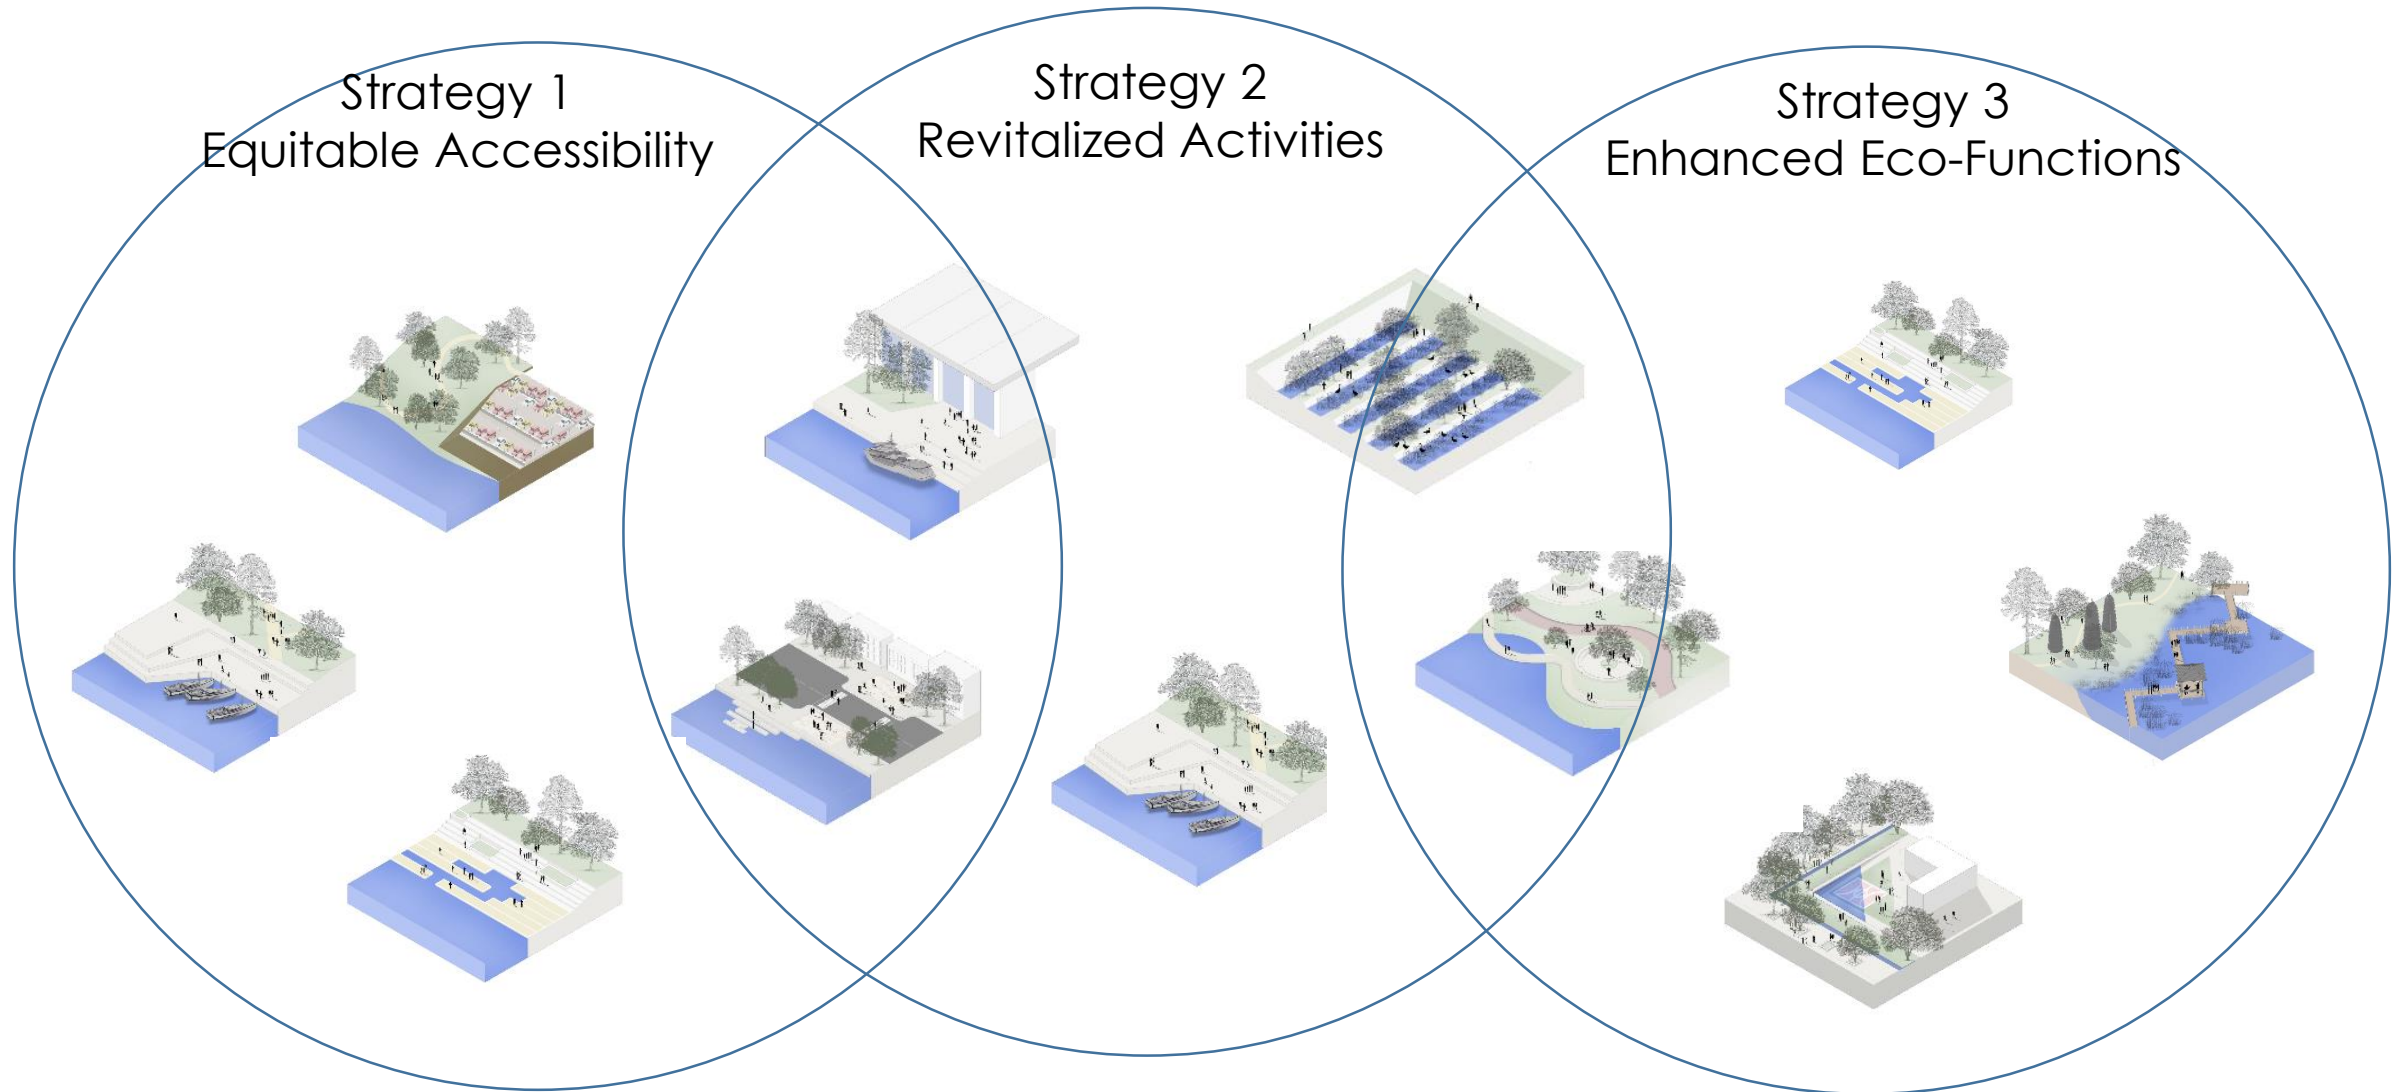 Strategy 1
Equitable Accessibility
Strategy 2
Revitalized Activities
Strategy 3
Enhanced Eco-Functions